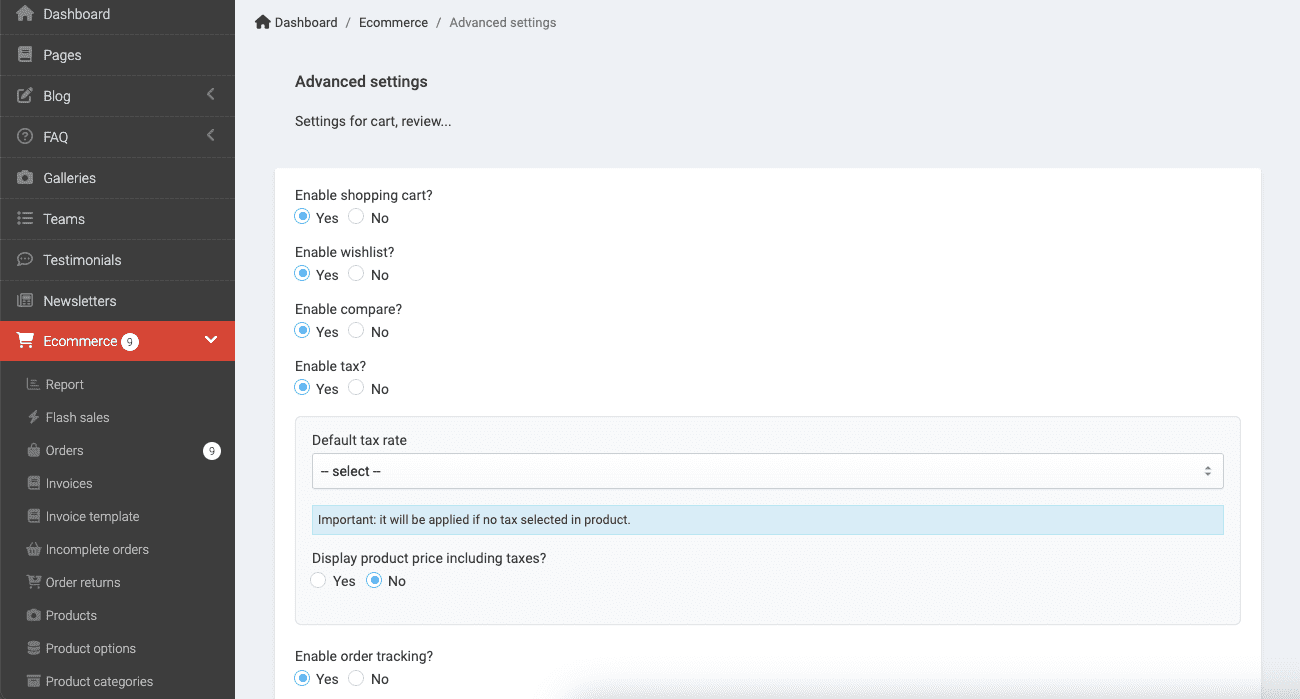 Dashboard
Pages
Blog
FAQ
Galleries
Teams
Testimonials
Newsletters
Ecommerce 9
Report
Flash sales
Orders 9
Invoices
Invoice template
Incomplete orders
Order returns
Products
Product options
Product categories
Dashboard / Ecommerce / Advanced settings
Advanced settings
Settings for cart, review...
Enable shopping cart?
Yes No
Enable wishlist?
Yes No
Enable compare?
Yes No
Enable tax?
Yes No
Default tax rate
-- select --
Important: it will be applied if no tax selected in product.
Display product price including taxes?
Yes No
Enable order tracking?
Yes No